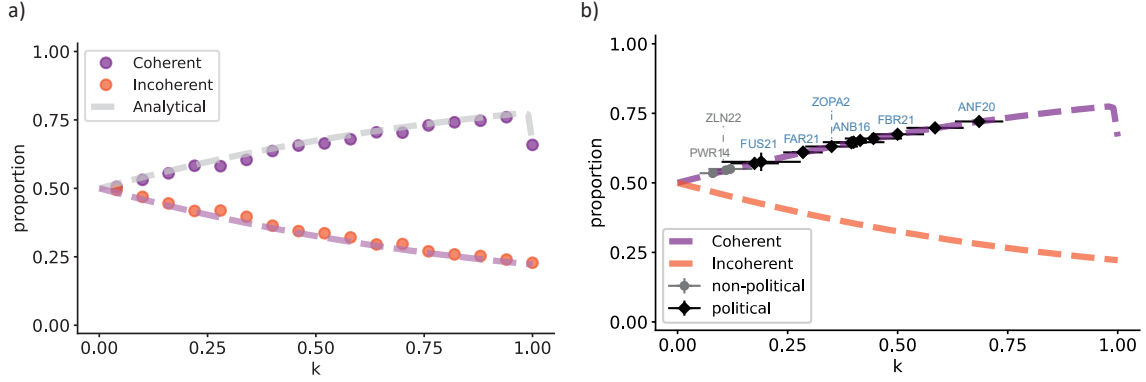 a)
1.00
0.75
0.50
0.25
0.00
proportion
Coherent
Incoherent
Analytical
0.00 0.25 0.50 0.75 1.00
k
b)
1.00
0.75
0.50
0.25
0.00
proportion
ZOPA2
ANF20
ZLN22
FBR21
ANB16
FUS21 FAR21
PWR14
Coherent
Incoherent
non-political
political
0.00 0.25 0.50 0.75 1.00
k